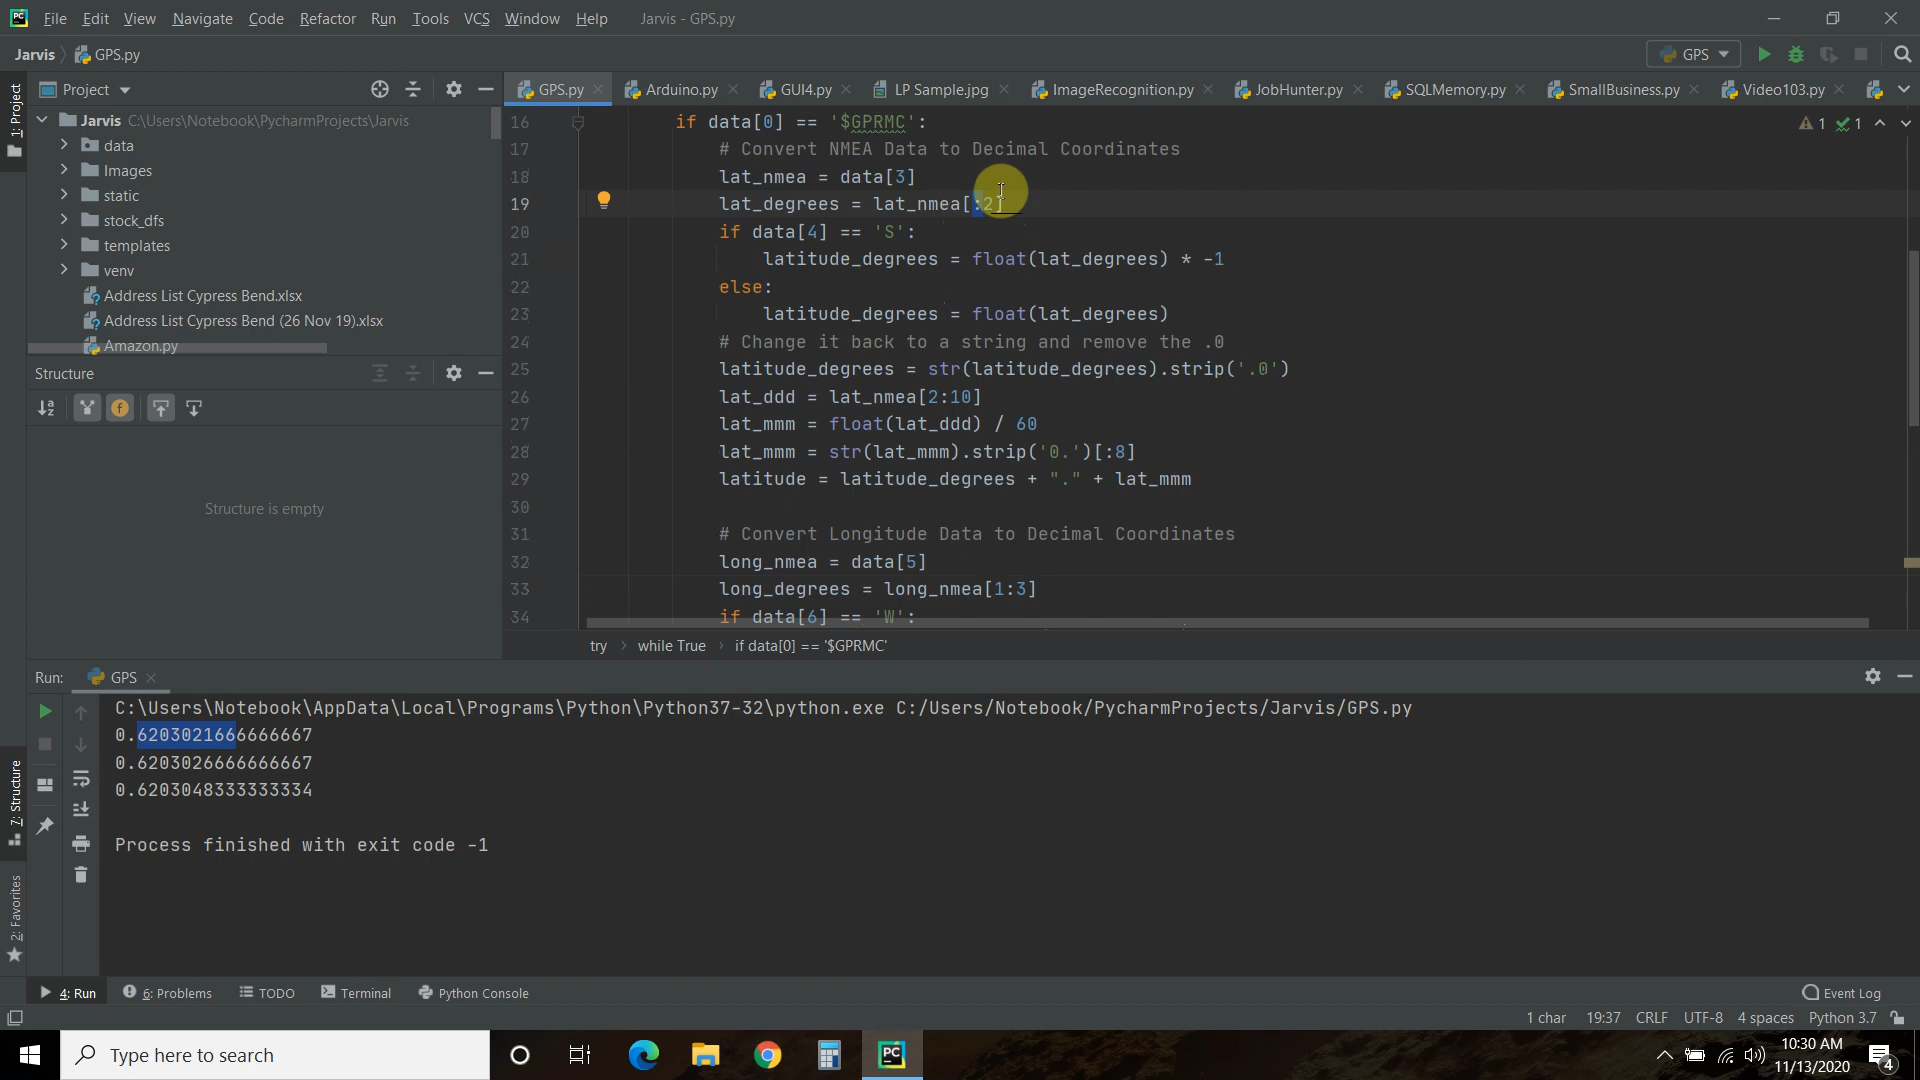 PC File Edit View Navigate Code Refactor Run Tools VCS Window Help Jarvis - GPS.py
Jarvis GPS.py GPS
1: Project
Project
GPS.py Arduino.py GUI4.py LP Sample.jpg ImageRecognition.py JobHunter.py SQLMemory.py SmallBusiness.py Video103.py
Jarvis C:\Users\Notebook\PycharmProjects\Jarvis
data
Images
static
stock_dfs
templates
venv
Address List Cypress Bend.xlsx
Address List Cypress Bend (26 Nov 19).xlsx
Amazon.py
Structure
Structure is empty
1 1
16 if data[0] == '$GPRMC':
17 # Convert NMEA Data to Decimal Coordinates
18 lat_nmea = data[3]
19 lat_degrees = lat_nmea[:2]
20 if data[4] == 'S':
21 latitude_degrees = float(lat_degrees) * -1
22 else:
23 latitude_degrees = float(lat_degrees)
24 # Change it back to a string and remove the .0
25 latitude_degrees = str(latitude_degrees).strip('.0')
26 lat_ddd = lat_nmea[2:10]
27 lat_mmm = float(lat_ddd) / 60
28 lat_mmm = str(lat_mmm).strip('0.')[:8]
29 latitude = latitude_degrees + "." + lat_mmm
30
31 # Convert Longitude Data to Decimal Coordinates
32 long_nmea = data[5]
33 long_degrees = long_nmea[1:3]
34 if data[6] == 'W':
try while True if data[0] == '$GPRMC'
Run: GPS
C:\Users\Notebook\AppData\Local\Programs\Python\Python37-32\python.exe C:/Users/Notebook/PycharmProjects/Jarvis/GPS.py
0.6203021666666667
0.6203026666666667
0.6203048333333334
Process finished with exit code -1
7: Structure
2: Favorites
4: Run 6: Problems TODO Terminal Python Console Event Log
1 char 19:37 CRLF UTF-8 4 spaces Python 3.7
Type here to search
PC
10:30 AM
11/13/2020
4